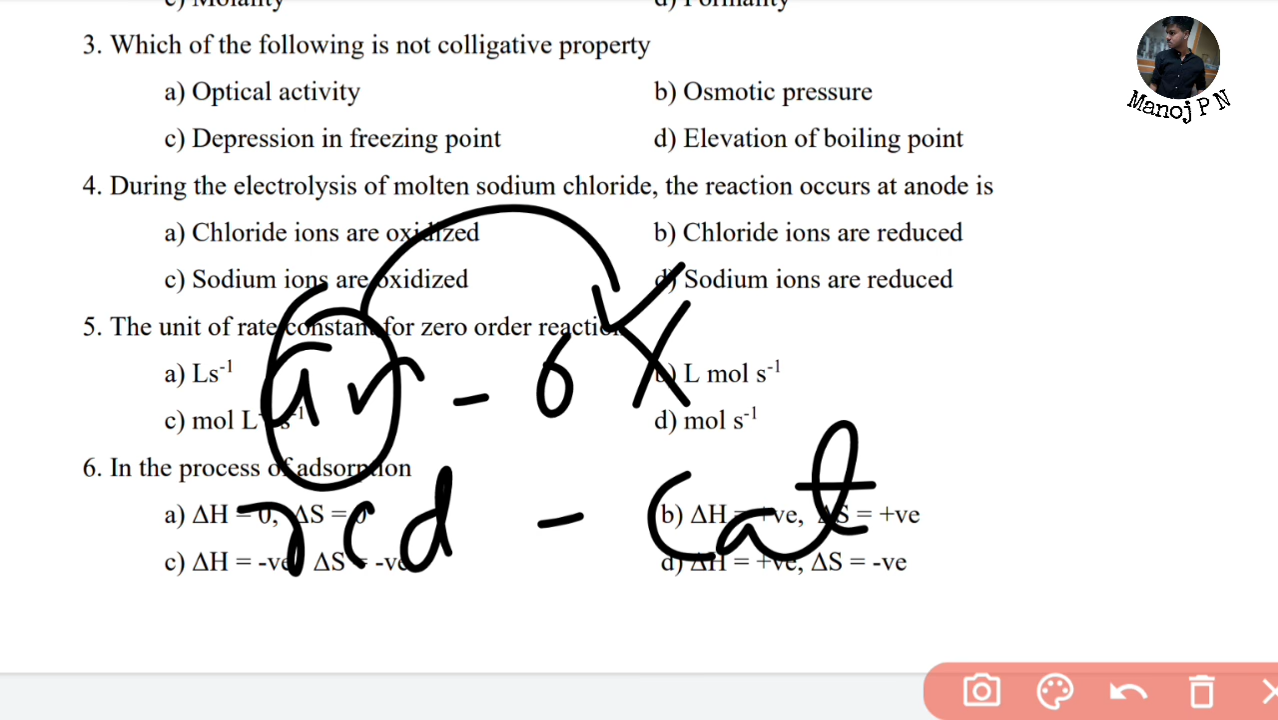 c) Molality d) Formality
Manoj P N
3. Which of the following is not colligative property
a) Optical activity b) Osmotic pressure
c) Depression in freezing point d) Elevation of boiling point
4. During the electrolysis of molten sodium chloride, the reaction occurs at anode is
a) Chloride ions are oxidized b) Chloride ions are reduced
c) Sodium ions are oxidized d) Sodium ions are reduced
5. The unit of rate constant for zero order reaction
a) Ls⁻¹ b) L mol s⁻¹
An - OX
c) mol L⁻¹ s⁻¹ d) mol s⁻¹
6. In the process of adsorption
a) ΔH = 0, ΔS = 0 b) ΔH = +ve, ΔS = +ve
red - Cat
c) ΔH = -ve, ΔS = -ve d) ΔH = +ve, ΔS = -ve